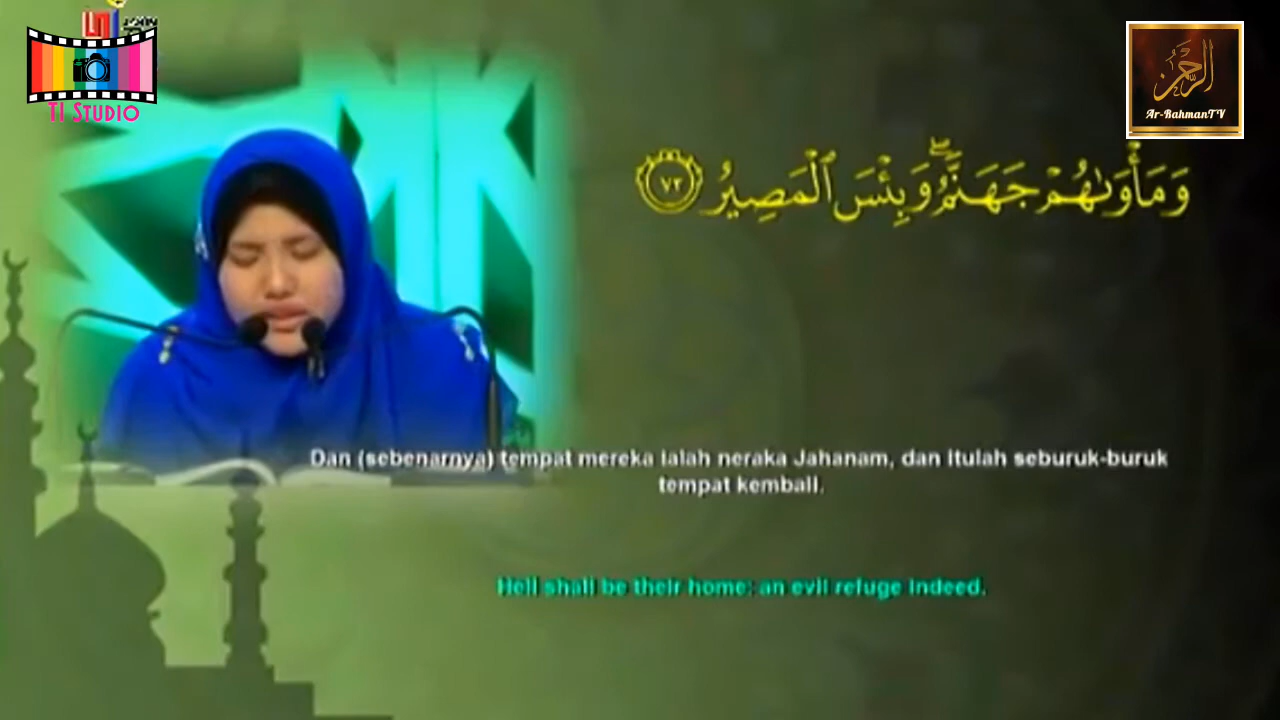 TI STUDIO
الرحمن
Ar-RahmanTV
وَمَأْوَىٰهُمْ جَهَنَّمُ ۖ وَبِئْسَ ٱلْمَصِيرُ ٧٣
Dan (sebenarnya) tempat mereka ialah neraka Jahanam, dan itulah seburuk-buruk
tempat kembali.
Hell shall be their home: an evil refuge indeed.